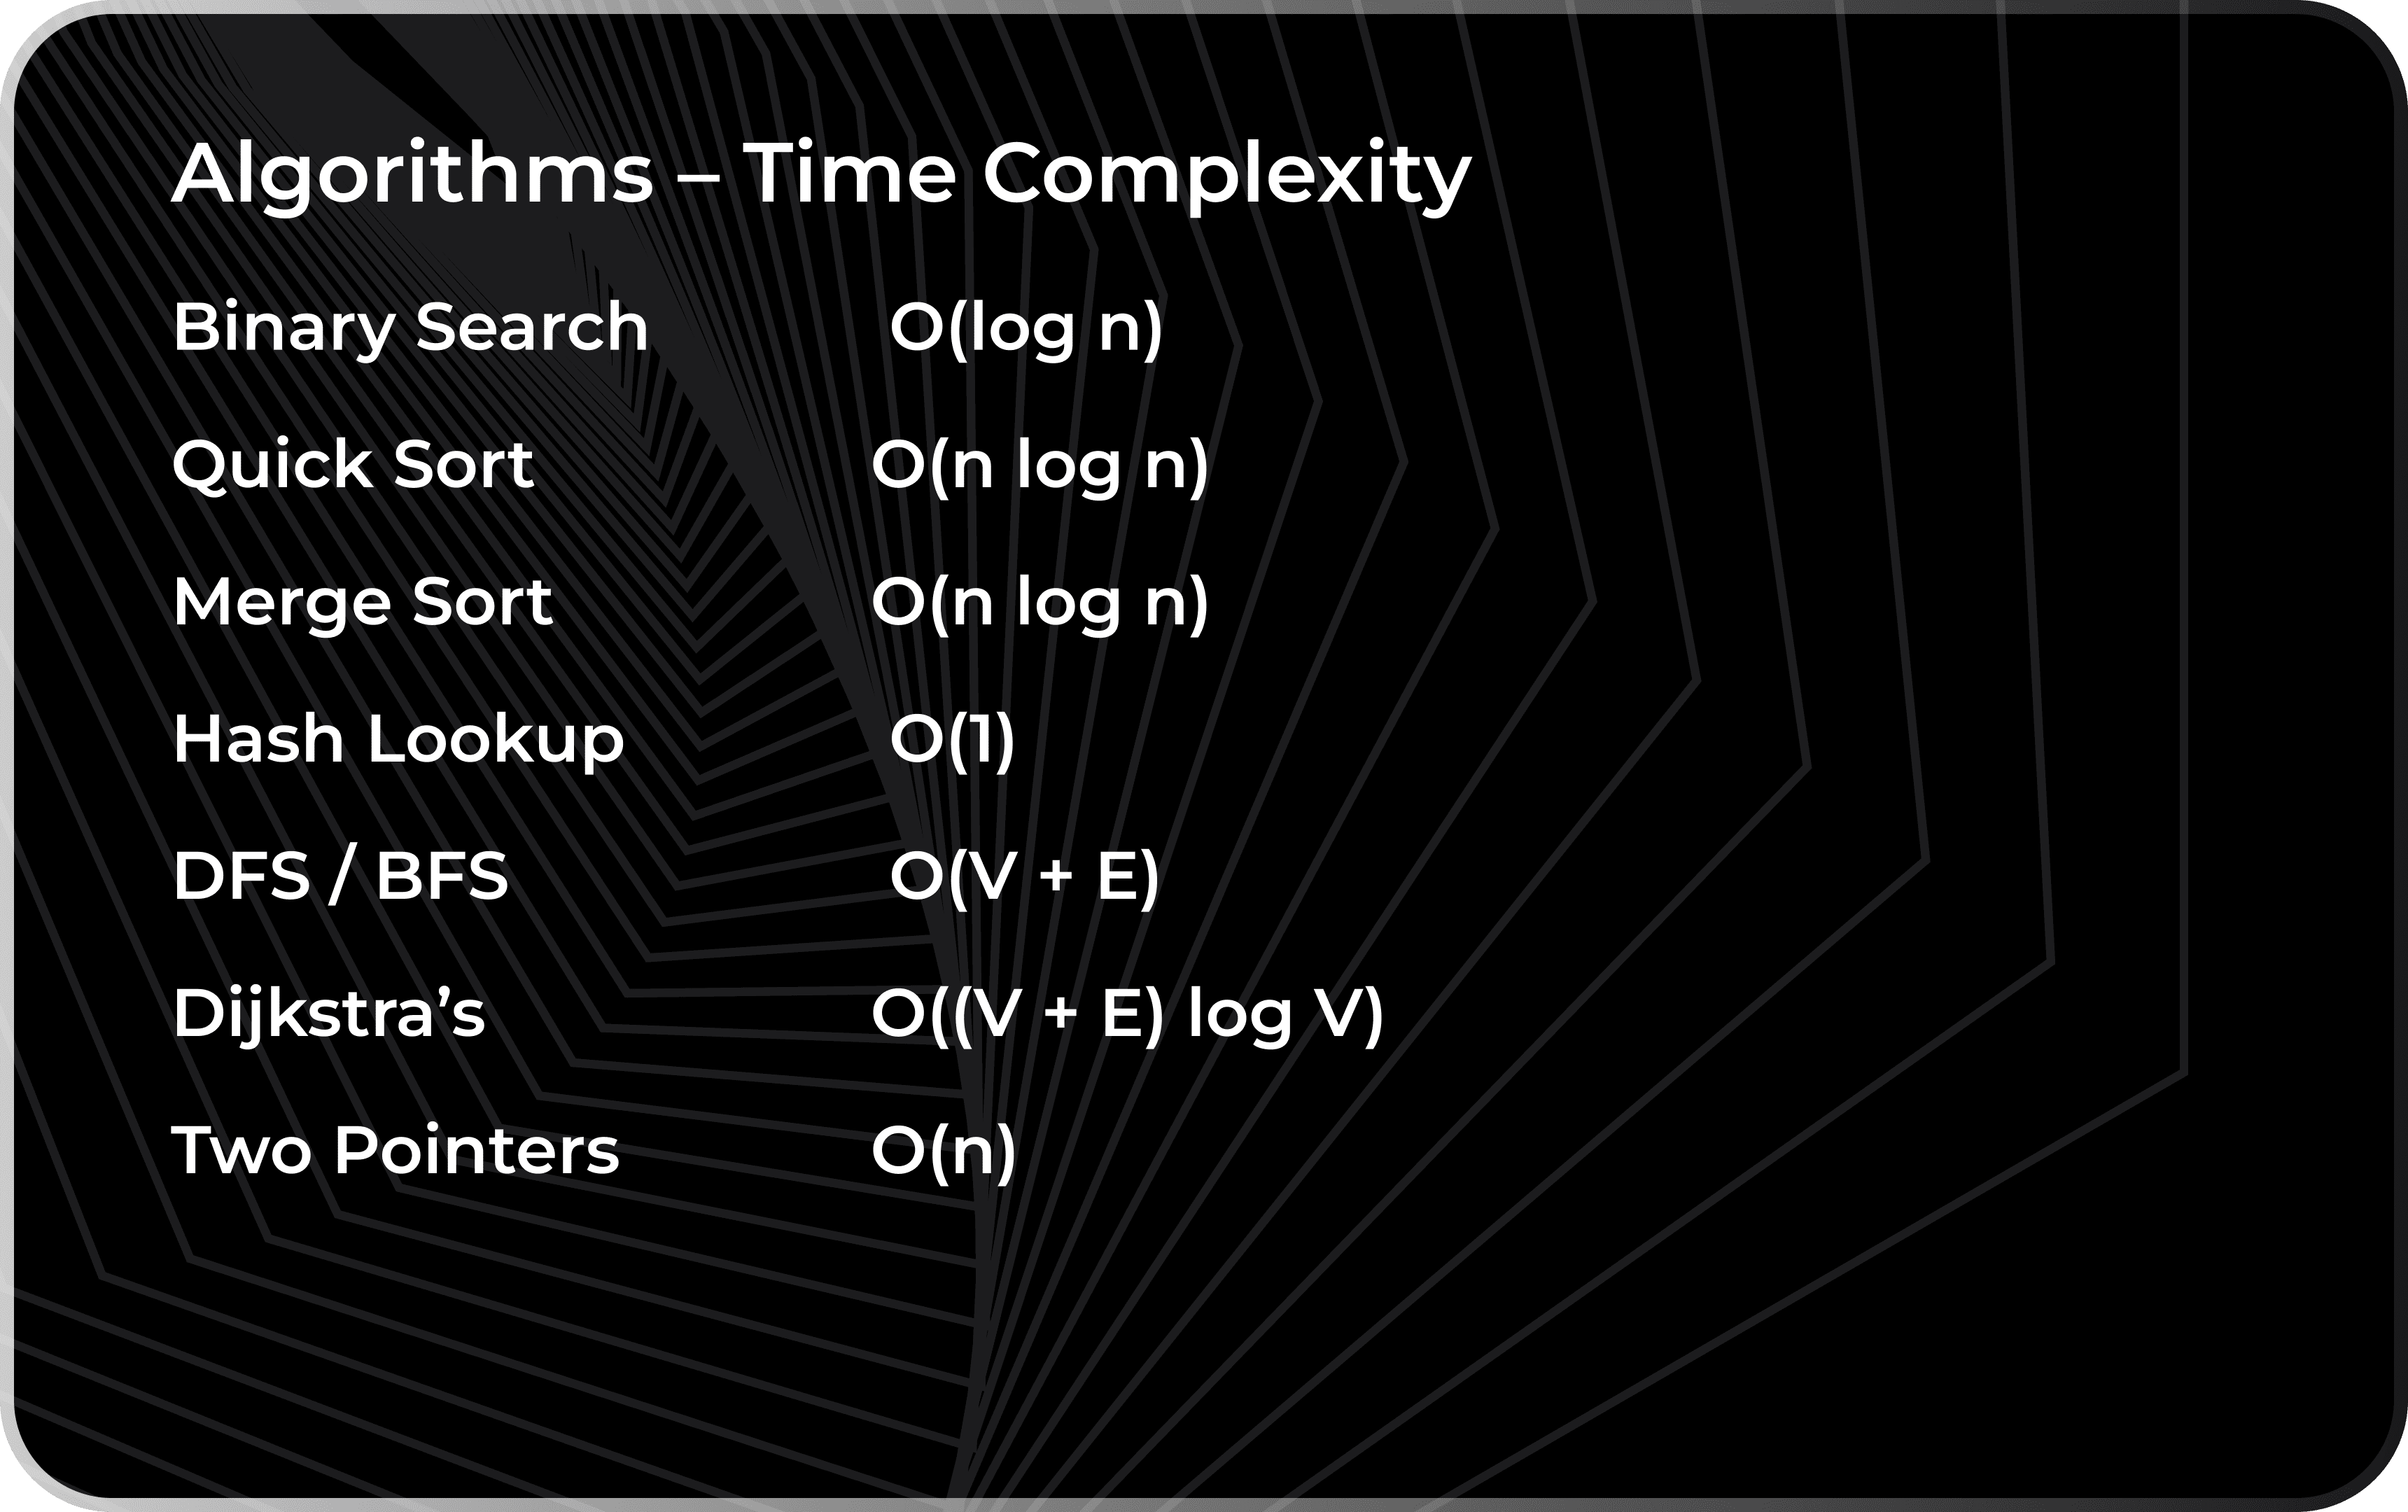 Algorithms – Time Complexity
Binary Search O(log n)
Quick Sort O(n log n)
Merge Sort O(n log n)
Hash Lookup O(1)
DFS / BFS O(V + E)
Dijkstra’s O((V + E) log V)
Two Pointers O(n)